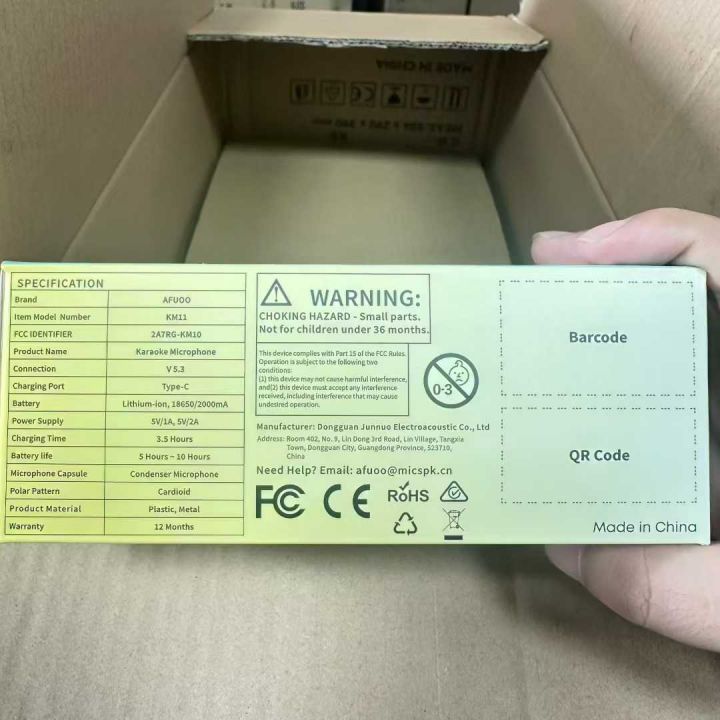 MADE IN CHINA
SPECIFICATION
Brand AFUOO
Item Model Number KM11
FCC IDENTIFIER 2A7RG-KM10
Product Name Karaoke Microphone
Connection V 5.3
Charging Port Type-C
Battery Lithium-ion, 18650/2000mA
Power Supply 5V/1A, 5V/2A
Charging Time 3.5 Hours
Battery life 5 Hours ~ 10 Hours
Microphone Capsule Condenser Microphone
Polar Pattern Cardioid
Product Material Plastic, Metal
Warranty 12 Months
WARNING:
CHOKING HAZARD - Small parts.
Not for children under 36 months.
This device complies with Part 15 of the FCC Rules.
Operation is subject to the following two
conditions:
(1) this device may not cause harmful interference,
and(2) this device must accept any interference
received, including interference that may cause
undesired operation.
0-3
Manufacturer: Dongguan Junnuo Electroacoustic Co., Ltd
Address: Room 402, No. 9, Lin Dong 3rd Road, Lin Village, Tangxia
Town, Dongguan City, Guangdong Province, 523710,
China
Need Help? Email: afuoo@micspk.cn
FC CE RoHS
Barcode
QR Code
Made in China